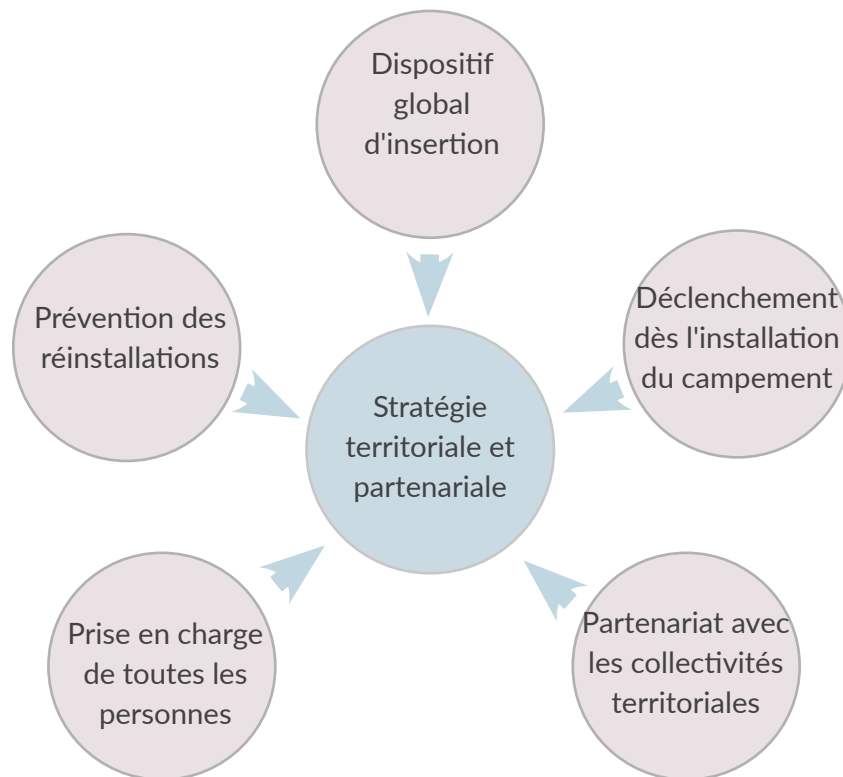 Dispositif
global
d'insertion
Déclenchement
dès l'installation
du campement
Partenariat avec
les collectivités
territoriales
Prise en charge
de toutes les
personnes
Prévention des
réinstallations
Stratégie
territoriale et
partenariale